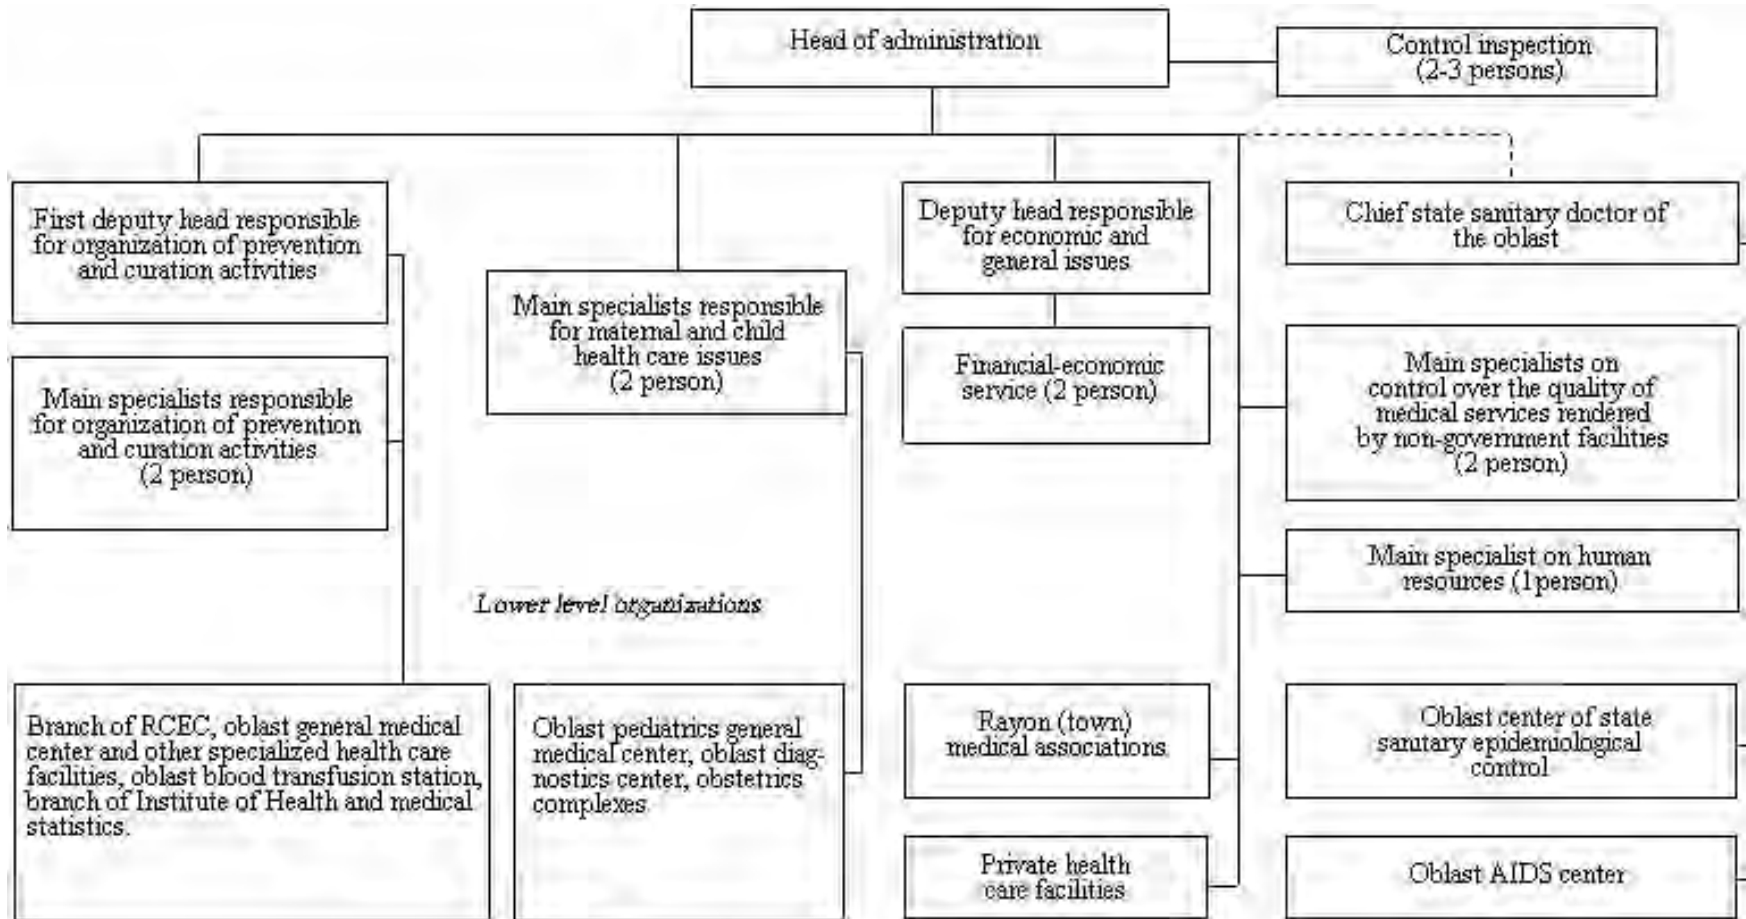 Head of administration
Control inspection
(2-3 persons)
First deputy head responsible
for organization of prevention
and curation activities
Main specialists responsible
for organization of prevention
and curation activities
(2 person)
Main specialists responsible
for maternal and child
health care issues
(2 person)
Deputy head responsible
for economic and
general issues
Financial-economic
service (2 person)
Chief state sanitary doctor of
the oblast
Main specialists on
control over the quality of
medical services rendered
by non-government facilities
(2 person)
Main specialist on human
resources (1person)
Lower level organizations
Branch of RCEC, oblast general medical
center and other specialized health care
facilities, oblast blood transfusion station,
branch of Institute of Health and medical
statistics.
Oblast pediatrics general
medical center, oblast diag-
nostics center, obstetrics
complexes.
Rayon (town)
medical associations.
Private health
care facilities
Oblast center of state
sanitary epidemiological
control
Oblast AIDS center